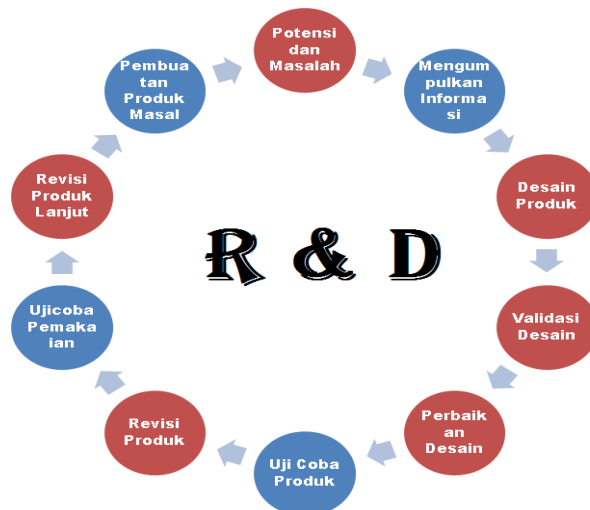 Potensi
dan
Masalah
Mengum
pulkan
Informa
si
Desain
Produk
Validasi
Desain
Perbaik
an
Desain
Uji Coba
Produk
Revisi
Produk
Ujicoba
Pemaka
ian
Revisi
Produk
Lanjut
Pembua
tan
Produk
Masal
R & D